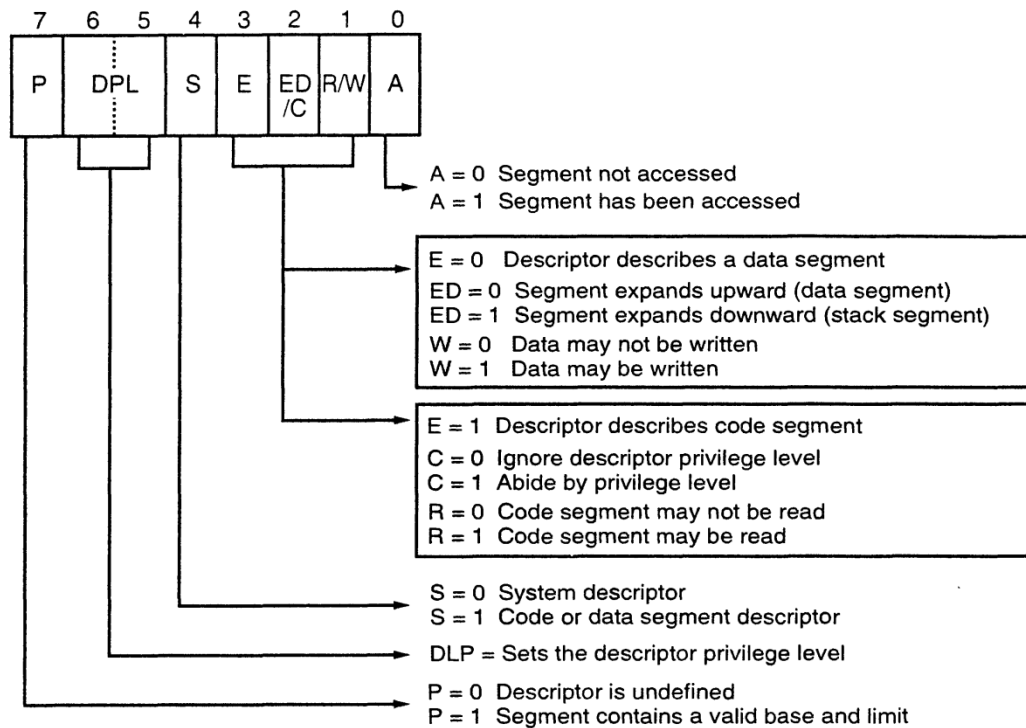 7 6 5 4 3 2 1 0
P DPL S E ED/C R/W A
A = 0 Segment not accessed
A = 1 Segment has been accessed
E = 0 Descriptor describes a data segment
ED = 0 Segment expands upward (data segment)
ED = 1 Segment expands downward (stack segment)
W = 0 Data may not be written
W = 1 Data may be written
E = 1 Descriptor describes code segment
C = 0 Ignore descriptor privilege level
C = 1 Abide by privilege level
R = 0 Code segment may not be read
R = 1 Code segment may be read
S = 0 System descriptor
S = 1 Code or data segment descriptor
DLP = Sets the descriptor privilege level
P = 0 Descriptor is undefined
P = 1 Segment contains a valid base and limit